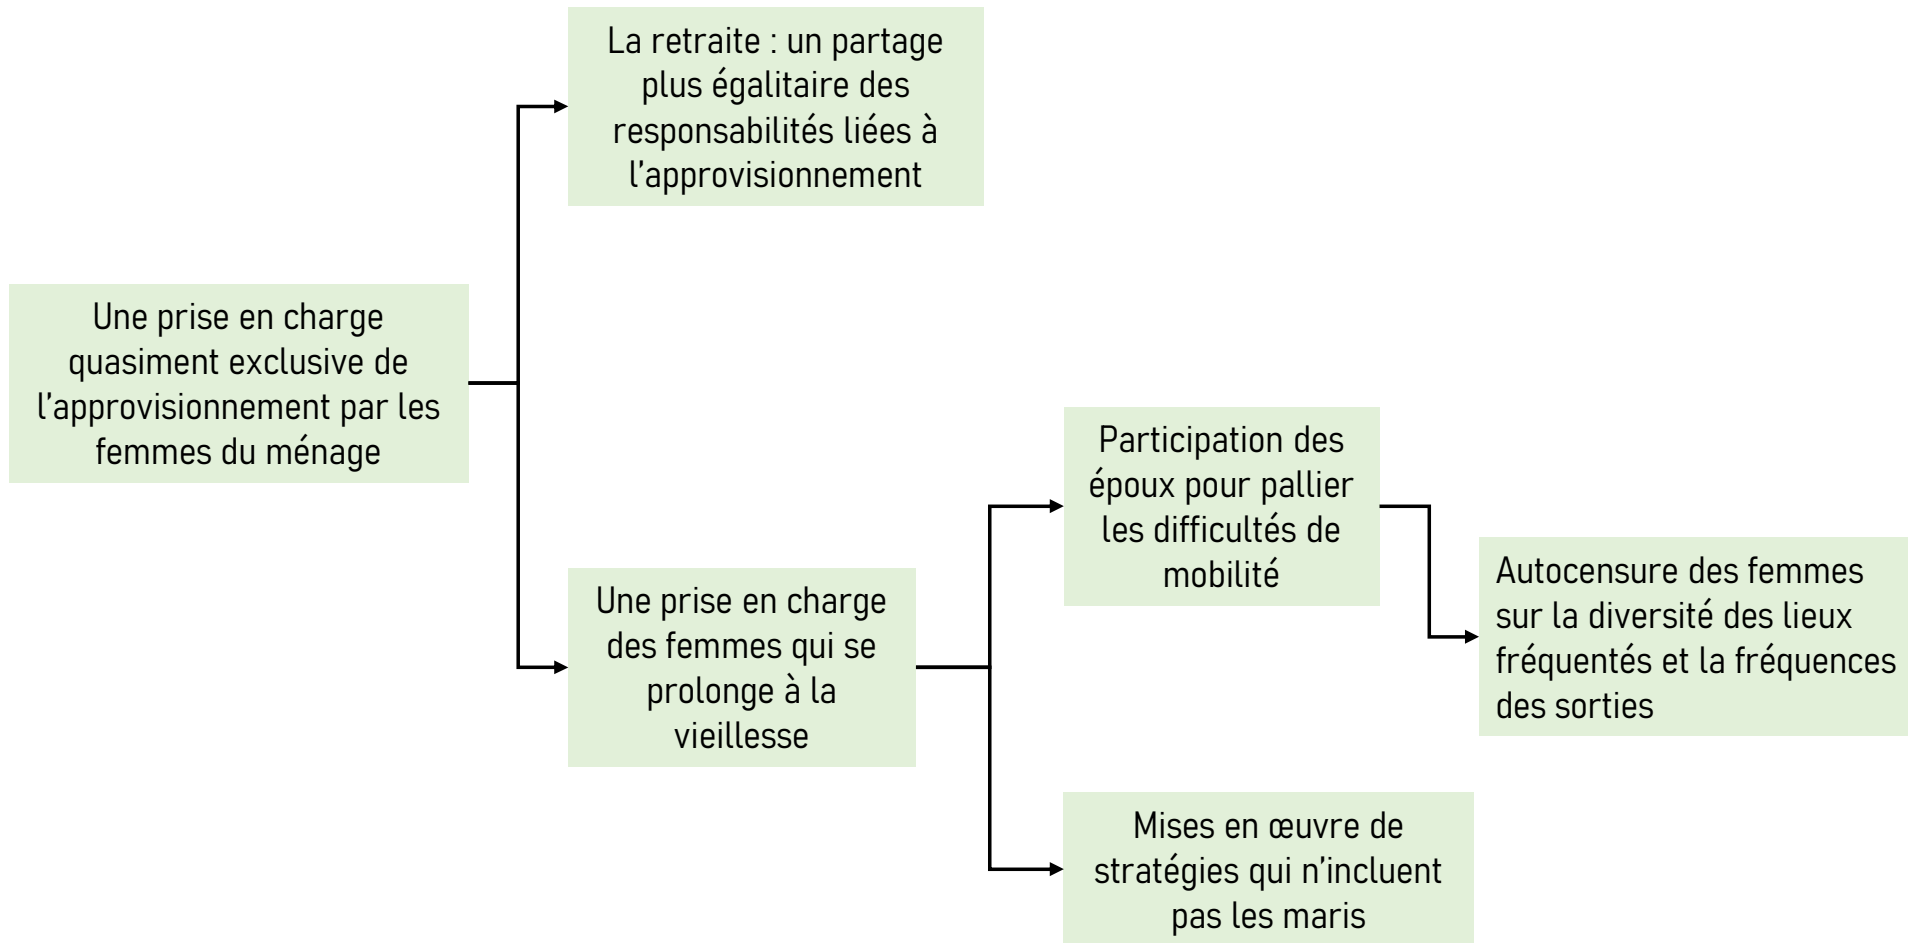 La retraite : un partage
plus égalitaire des
responsabilités liées à
l’approvisionnement
Une prise en charge
quasiment exclusive de
l’approvisionnement par les
femmes du ménage
Une prise en charge
des femmes qui se
prolonge à la
vieillesse
Participation des
époux pour pallier
les difficultés de
mobilité
Autocensure des femmes
sur la diversité des lieux
fréquentés et la fréquences
des sorties
Mises en œuvre de
stratégies qui n’incluent
pas les maris